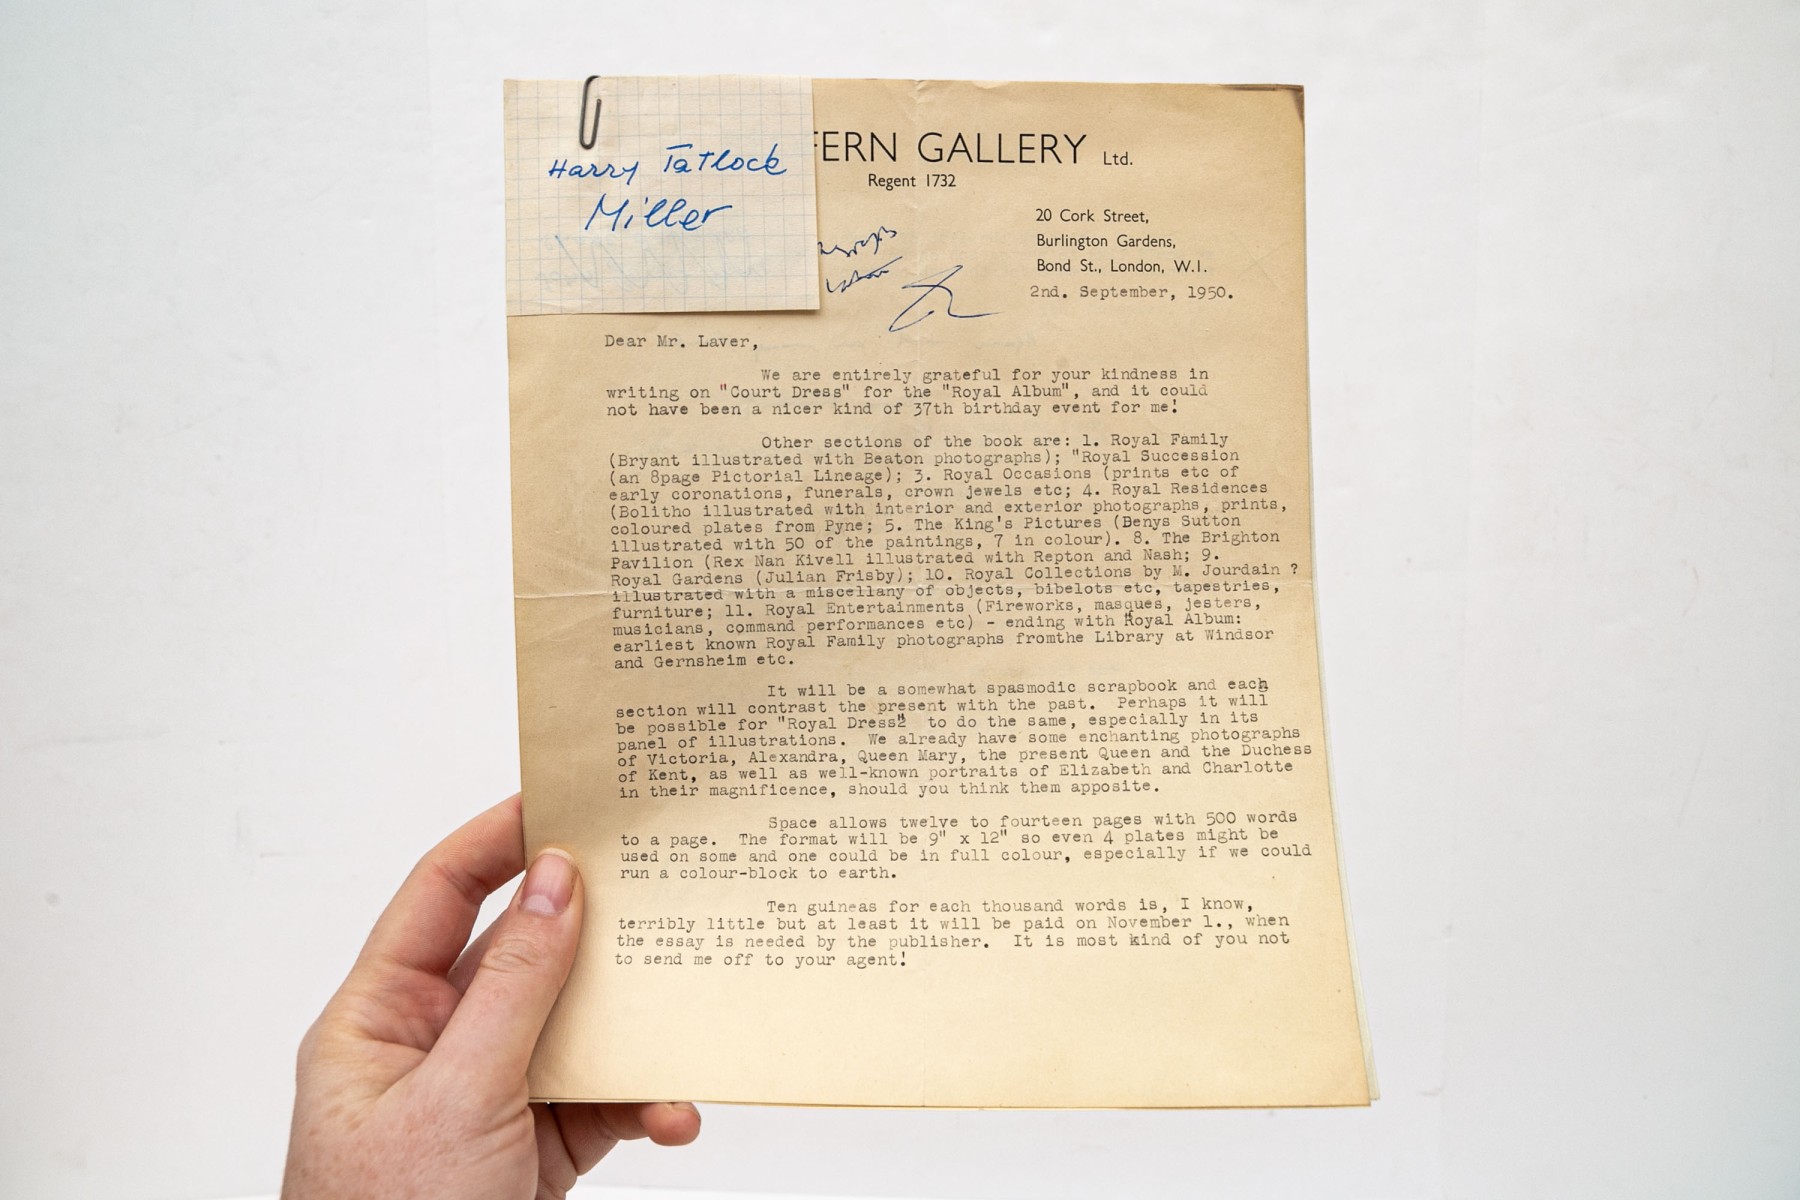 Harry Tatlock
Miller
FERN GALLERY Ltd.
Regent 1732
20 Cork Street,
Burlington Gardens,
Bond St., London, W.1.
2nd. September, 1950.
Dear Mr. Laver,
We are entirely grateful for your kindness in
writing on "Court Dress" for the "Royal Album", and it could
not have been a nicer kind of 37th birthday event for me!
Other sections of the book are: 1. Royal Family
(Bryant illustrated with Beaton photographs); "Royal Succession
(an 8page Pictorial Lineage); 3. Royal Occasions (prints etc of
early coronations, funerals, crown jewels etc; 4. Royal Residences
(Bolitho illustrated with interior and exterior photographs, prints,
coloured plates from Pyne; 5. The King's Pictures (Benys Sutton
illustrated with 50 of the paintings, 7 in colour). 8. The Brighton
Pavilion (Rex Nan Kivell illustrated with Repton and Nash; 9.
Royal Gardens (Julian Frisby); 10. Royal Collections by M. Jourdain ?
illustrated with a miscellany of objects, bibelots etc, tapestries,
furniture; 11. Royal Entertainments (Fireworks, masques, jesters,
musicians, command performances etc) - ending with Royal Album:
earliest known Royal Family photographs fromthe Library at Windsor
and Gernsheim etc.
It will be a somewhat spasmodic scrapbook and each
section will contrast the present with the past. Perhaps it will
be possible for "Royal Dress" to do the same, especially in its
panel of illustrations. We already have some enchanting photographs
of Victoria, Alexandra, Queen Mary, the present Queen and the Duchess
of Kent, as well as well-known portraits of Elizabeth and Charlotte
in their magnificence, should you think them apposite.
Space allows twelve to fourteen pages with 500 words
to a page. The format will be 9" x 12" so even 4 plates might be
used on some and one could be in full colour, especially if we could
run a colour-block to earth.
Ten guineas for each thousand words is, I know,
terribly little but at least it will be paid on November 1., when
the essay is needed by the publisher. It is most kind of you not
to send me off to your agent!